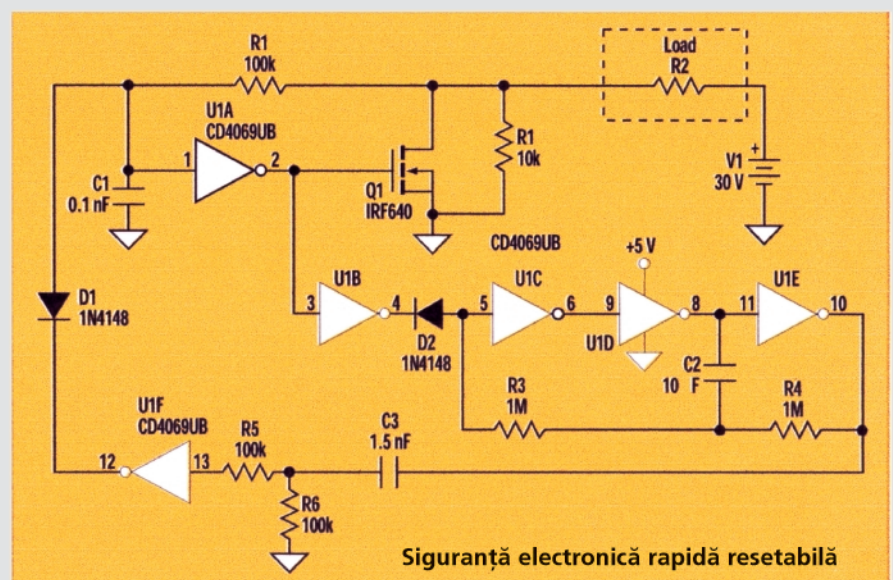 R1
100k
Load
R2
U1A
CD4069UB
1
2
R1
10k
V1
30 V
+
C1
0.1 nF
Q1
IRF640
CD4069UB
+5 V
U1B
U1C
U1E
3
4
5
6
9
8
11
10
D1
1N4148
D2
1N4148
U1D
C2
10 F
R3
1M
R4
1M
U1F
CD4069UB
R5
100k
C3
1.5 nF
12
13
R6
100k
Siguranță electronică rapidă resetabilă